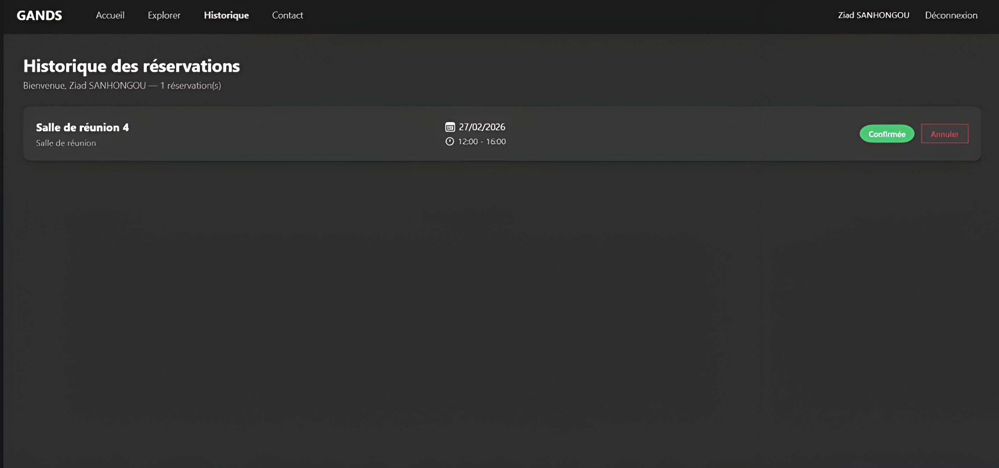 GANDS Accueil Explorer Historique Contact Ziad SANHONGOU Déconnexion
Historique des réservations
Bienvenue, Ziad SANHONGOU — 1 réservation(s)
Salle de réunion 4
Salle de réunion
27/02/2026
12:00 - 16:00
Confirmée
Annuler